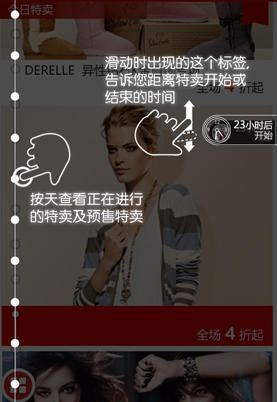 今日特卖
滑动时出现的这个标签,
告诉您距离特卖开始或
结束的时间
DERELLE 异性
全场 4 折起
23小时后
开始
按天查看正在进行
的特卖及预售特卖
全场 4 折起